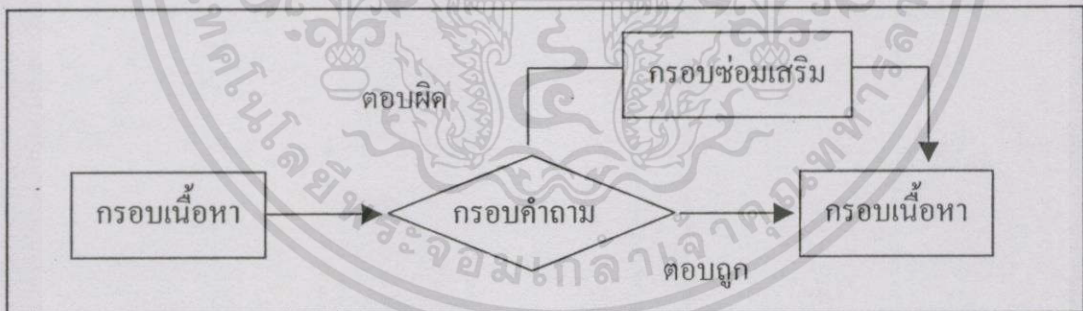 กรอบซ่อมเสริม
ตอบผิด
กรอบเนื้อหา
กรอบคำถาม
กรอบเนื้อหา
ตอบถูก